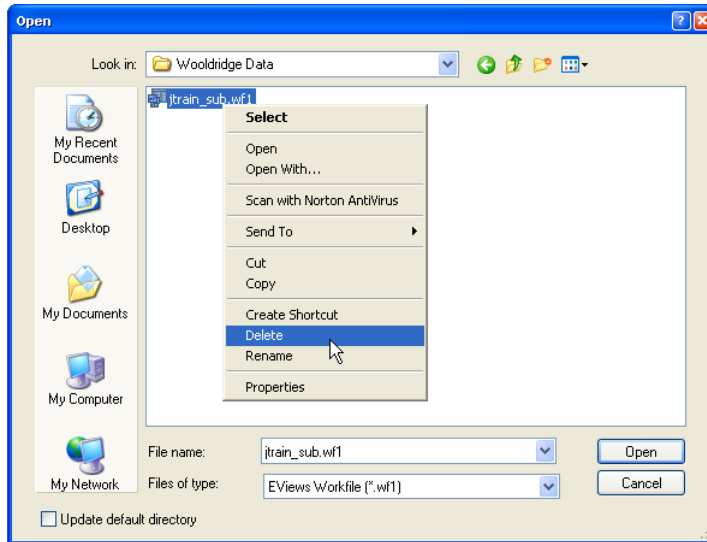 Open
Look in:
Wooldridge Data
jtrain_sub.wf1
Select
Open
Open With...
Scan with Norton AntiVirus
Send To
Cut
Copy
Create Shortcut
Delete
Rename
Properties
My Recent
Documents
Desktop
My Documents
My Computer
My Network
File name:
jtrain_sub.wf1
Open
Files of type:
EViews Workfile (*.wf1)
Cancel
Update default directory